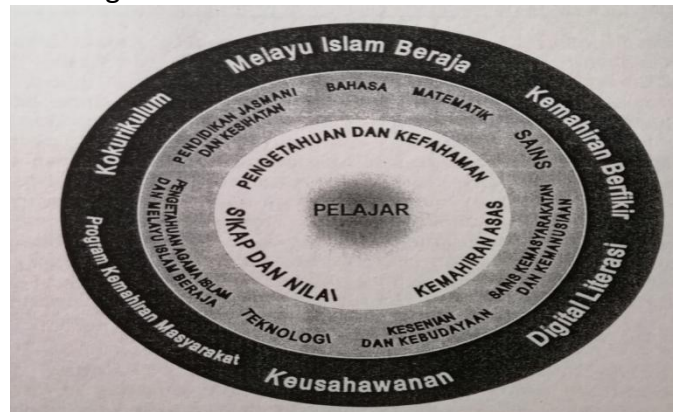 Melayu Islam Beraja
Kemahiran Berfikir
Digital Literasi
Keusahawanan
Program Kemahiran Masyarakat
Kokurikulum
BAHASA
MATEMATIK
SAINS
SAINS KEMASYARAKATAN
DAN KEMANUSIAAN
KESENIAN
DAN KEBUDAYAAN
TEKNOLOGI
PENGETAHUAN AGAMA ISLAM
DAN MELAYU ISLAM BERAJA
PENDIDIKAN JASMANI
DAN KESIHATAN
PENGETAHUAN DAN KEFAHAMAN
KEMAHIRAN ASAS
SIKAP DAN NILAI
PELAJAR